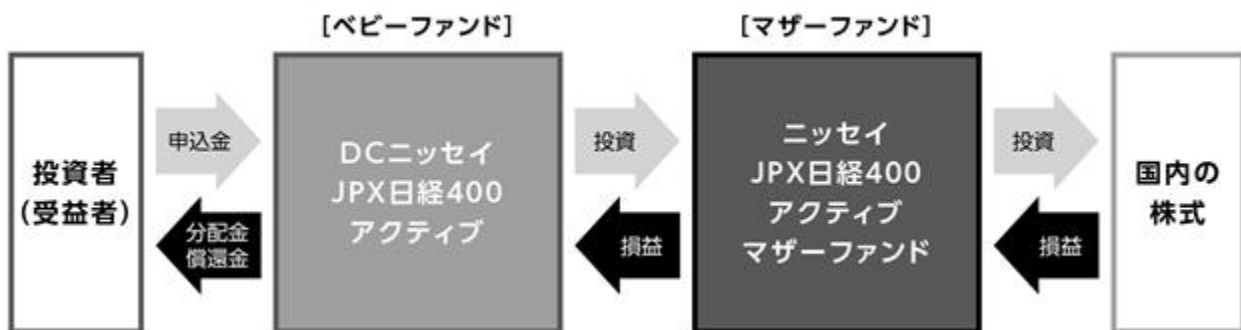 [ベビーファンド]
[マザーファンド]
投資者
(受益者)
申込金
分配金
償還金
DCニッセイ
JPX日経400
アクティブ
投資
損益
ニッセイ
JPX日経400
アクティブ
マザーファンド
投資
損益
国内の
株式